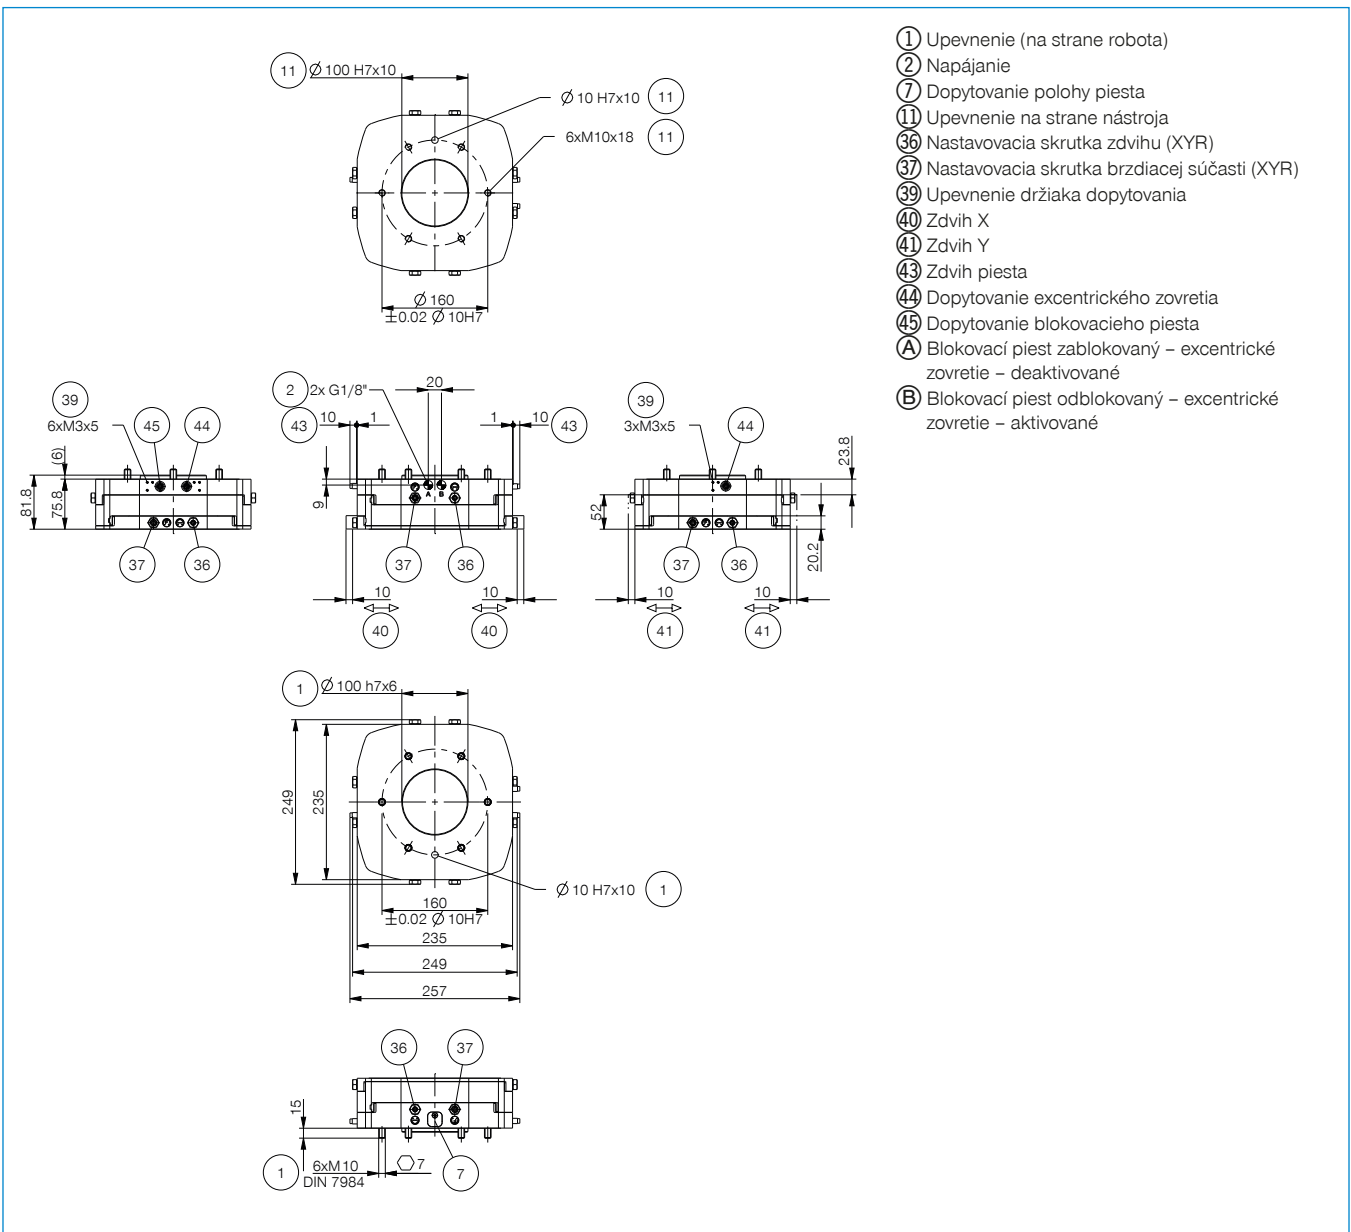 11 Ø 100 H7x10
Ø 10 H7x10 11
6xM10x18 11
Ø 160
±0.02 Ø 10H7
39
6xM3x5 45 44
(6)
81.8
75.8
37 36
2 2x G1/8" 20
10 1
43
1 10
43
A B
9
37 36
10 10
40 40
39
3xM3x5 44
23.8
52
20.2
37 36
10 10
41 41
1 Ø 100 h7x6
249
235
Ø 10 H7x10 1
160
±0.02 Ø 10H7
235
249
257
36 37
15
1 6xM10 7 7
DIN 7984
1 Upevnenie (na strane robota)
2 Napájanie
7 Dopytovanie polohy piesta
11 Upevnenie na strane nástroja
36 Nastavovacia skrutka zdvihu (XYR)
37 Nastavovacia skrutka brzdiacej súčasti (XYR)
39 Upevnenie držiaka dopytovania
40 Zdvih X
41 Zdvih Y
43 Zdvih piesta
44 Dopytovanie excentrického zovretia
45 Dopytovanie blokovacieho piesta
A Blokovací piest zablokovaný – excentrické
zovretie – deaktivované
B Blokovací piest odblokovaný – excentrické
zovretie – aktivované